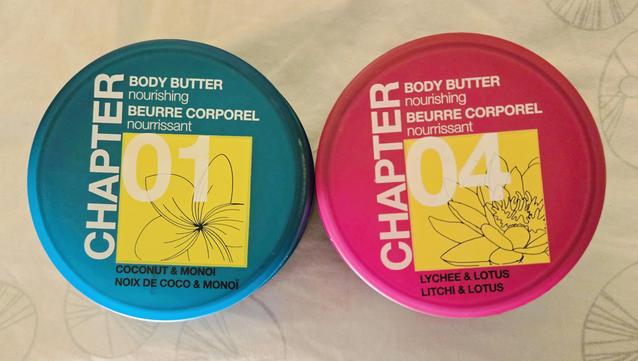 CHAPTER
BODY BUTTER
nourishing
BEURRE CORPOREL
nourrissant
01
COCONUT & MONOI
NOIX DE COCO & MONOÏ
CHAPTER
BODY BUTTER
nourishing
BEURRE CORPOREL
nourrissant
04
LYCHEE & LOTUS
LITCHI & LOTUS